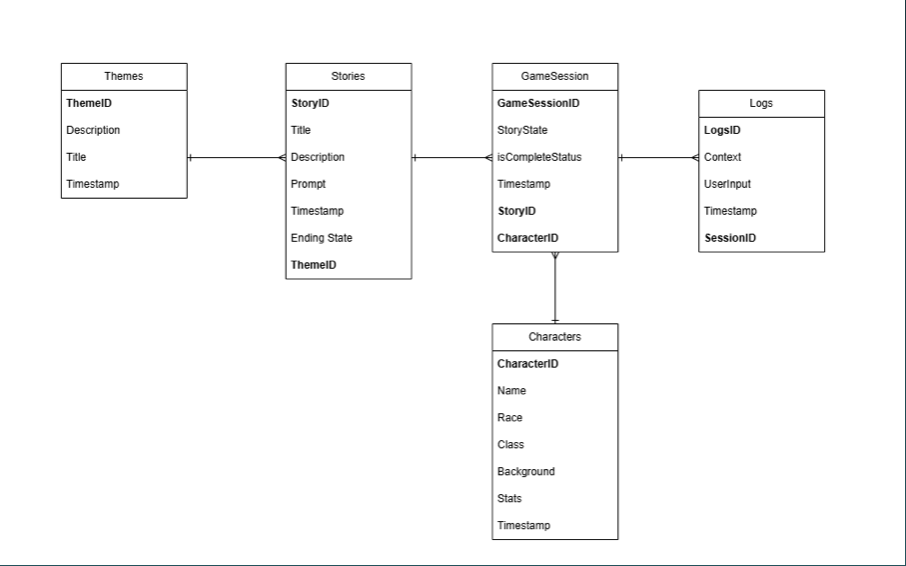 Themes
ThemeID
Description
Title
Timestamp
Stories
StoryID
Title
Description
Prompt
Timestamp
Ending State
ThemeID
GameSession
GameSessionID
StoryState
isCompleteStatus
Timestamp
StoryID
CharacterID
Logs
LogsID
Context
UserInput
Timestamp
SessionID
Characters
CharacterID
Name
Race
Class
Background
Stats
Timestamp